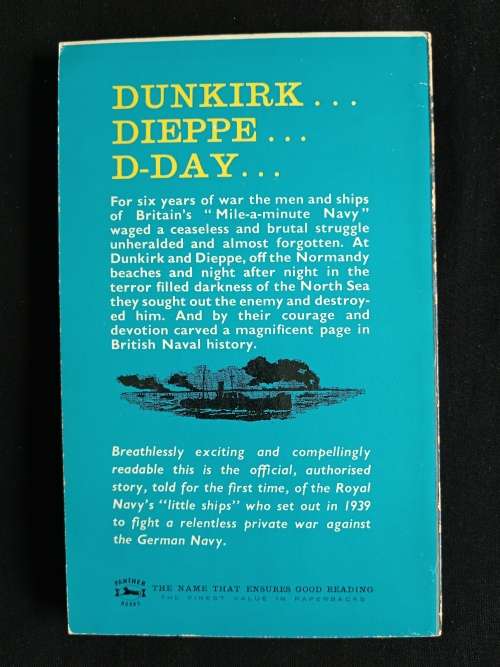 DUNKIRK . . .
DIEPPE . . .
D-DAY . . .
For six years of war the men and ships
of Britain's "Mile-a-minute Navy"
waged a ceaseless and brutal struggle
unheralded and almost forgotten. At
Dunkirk and Dieppe, off the Normandy
beaches and night after night in the
terror filled darkness of the North Sea
they sought out the enemy and destroy-
ed him. And by their courage and
devotion carved a magnificent page in
British Naval history.
Breathlessly exciting and compellingly
readable this is the official, authorised
story, told for the first time, of the Royal
Navy's "little ships" who set out in 1939
to fight a relentless private war against
the German Navy.
PANTHER
THE NAME THAT ENSURES GOOD READING
THE FINEST VALUE IN PAPERBACKS